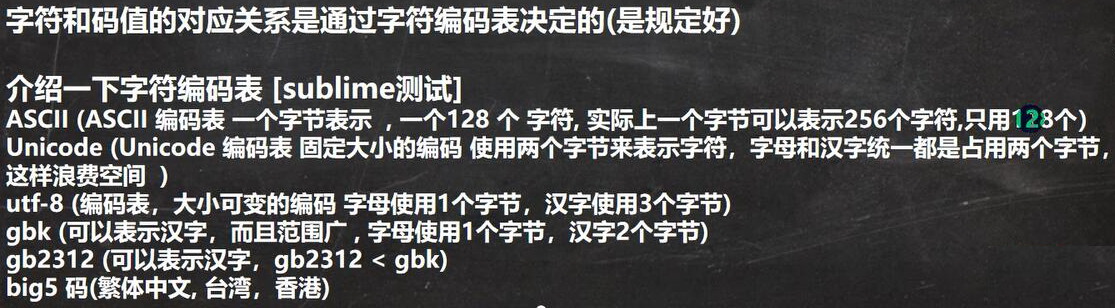 字符和码值的对应关系是通过字符编码表决定的(是规定好)
介绍一下字符编码表 [sublime测试]
ASCII (ASCII 编码表 一个字节表示 , 一个128 个 字符, 实际上一个字节可以表示256个字符,只用128个)
Unicode (Unicode 编码表 固定大小的编码 使用两个字节来表示字符，字母和汉字统一都是占用两个字节，
这样浪费空间 )
utf-8 (编码表，大小可变的编码 字母使用1个字节，汉字使用3个字节)
gbk (可以表示汉字，而且范围广 , 字母使用1个字节，汉字2个字节)
gb2312 (可以表示汉字，gb2312 < gbk)
big5 码(繁体中文, 台湾，香港)